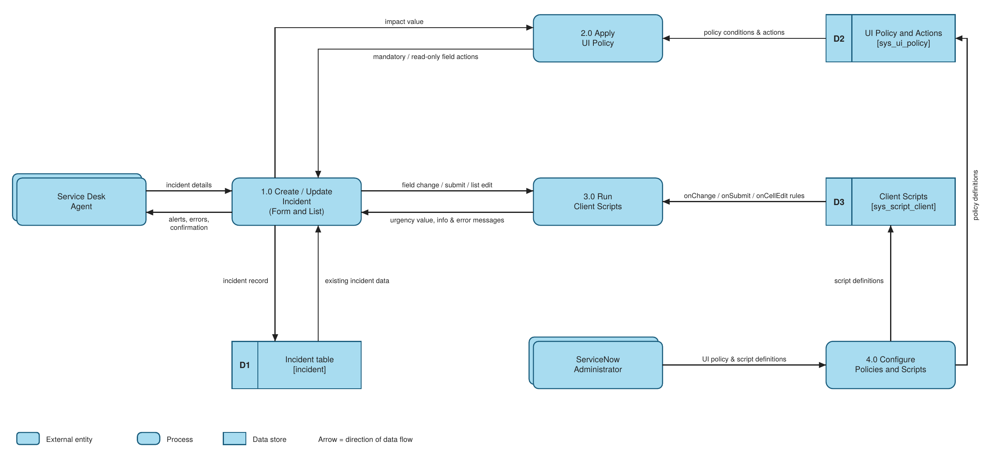 impact value
2.0 Apply
UI Policy
policy conditions & actions
D2
UI Policy and Actions
[sys_ui_policy]
mandatory / read-only field actions
policy definitions
Service Desk
Agent
incident details
alerts, errors,
confirmation
1.0 Create / Update
Incident
(Form and List)
field change / submit / list edit
urgency value, info & error messages
3.0 Run
Client Scripts
onChange / onSubmit / onCellEdit rules
D3
Client Scripts
[sys_script_client]
incident record
existing incident data
script definitions
D1
Incident table
[incident]
ServiceNow
Administrator
UI policy & script definitions
4.0 Configure
Policies and Scripts
External entity
Process
Data store
Arrow = direction of data flow